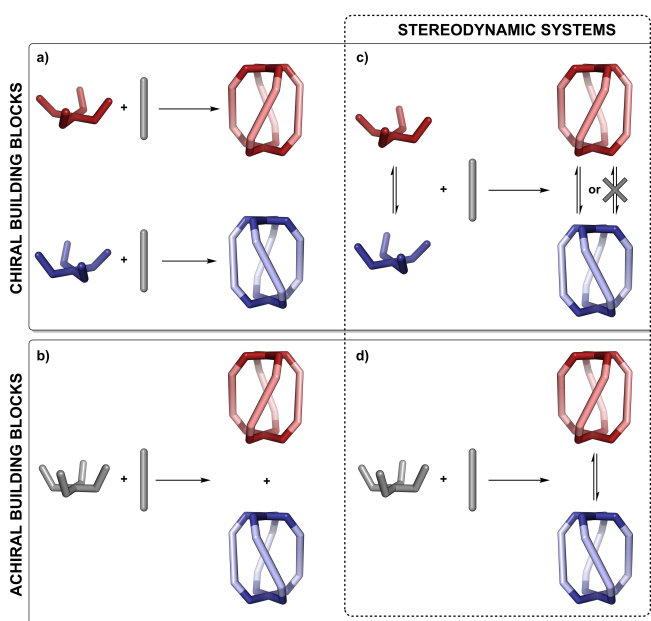 STEREODYNAMIC SYSTEMS
CHIRAL BUILDING BLOCKS
a)
+
+
c)
+
or
ACHIRAL BUILDING BLOCKS
b)
+
+
d)
+